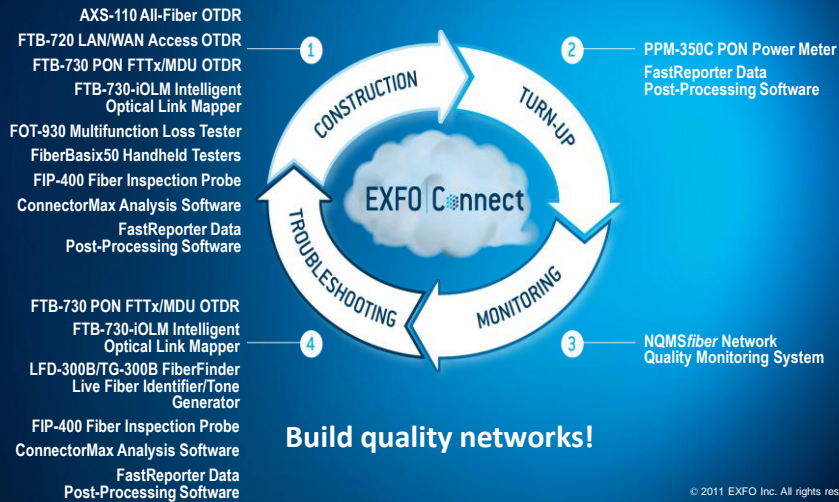 AXS-110 All-Fiber OTDR
FTB-720 LAN/WAN Access OTDR
FTB-730 PON FTTx/MDU OTDR
FTB-730-iOLM Intelligent
Optical Link Mapper
FOT-930 Multifunction Loss Tester
FiberBasix50 Handheld Testers
FIP-400 Fiber Inspection Probe
ConnectorMax Analysis Software
FastReporter Data
Post-Processing Software
1
CONSTRUCTION
2
TURN-UP
PPM-350C PON Power Meter
FastReporter Data
Post-Processing Software
EXFO Connect
TROUBLESHOOTING
MONITORING
3
NQMSfiber Network
Quality Monitoring System
4
FTB-730 PON FTTx/MDU OTDR
FTB-730-iOLM Intelligent
Optical Link Mapper
LFD-300B/TG-300B FiberFinder
Live Fiber Identifier/Tone
Generator
FIP-400 Fiber Inspection Probe
ConnectorMax Analysis Software
FastReporter Data
Post-Processing Software
Build quality networks!
© 2011 EXFO Inc. All rights res